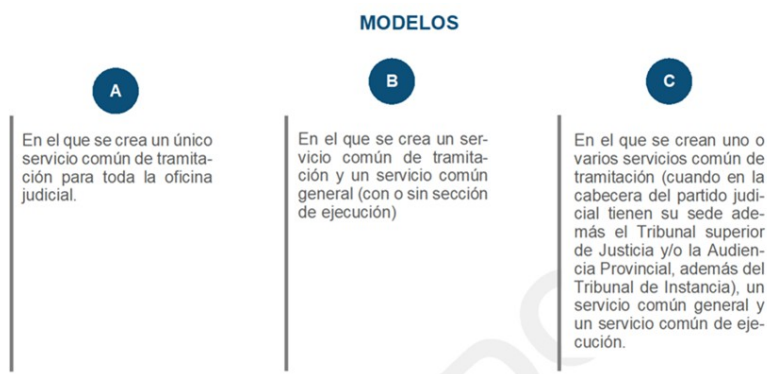 MODELOS
A
En el que se crea un único
servicio común de tramita-
ción para toda la oficina
judicial.
B
En el que se crea un ser-
vicio común de tramita-
ción y un servicio común
general (con o sin sección
de ejecución)
C
En el que se crean uno o
varios servicios común de
tramitación (cuando en la
cabecera del partido judi-
cial tienen su sede ade-
más el Tribunal superior
de Justicia y/o la Audien-
cia Provincial, además del
Tribunal de Instancia), un
servicio común general y
un servicio común de eje-
cución.